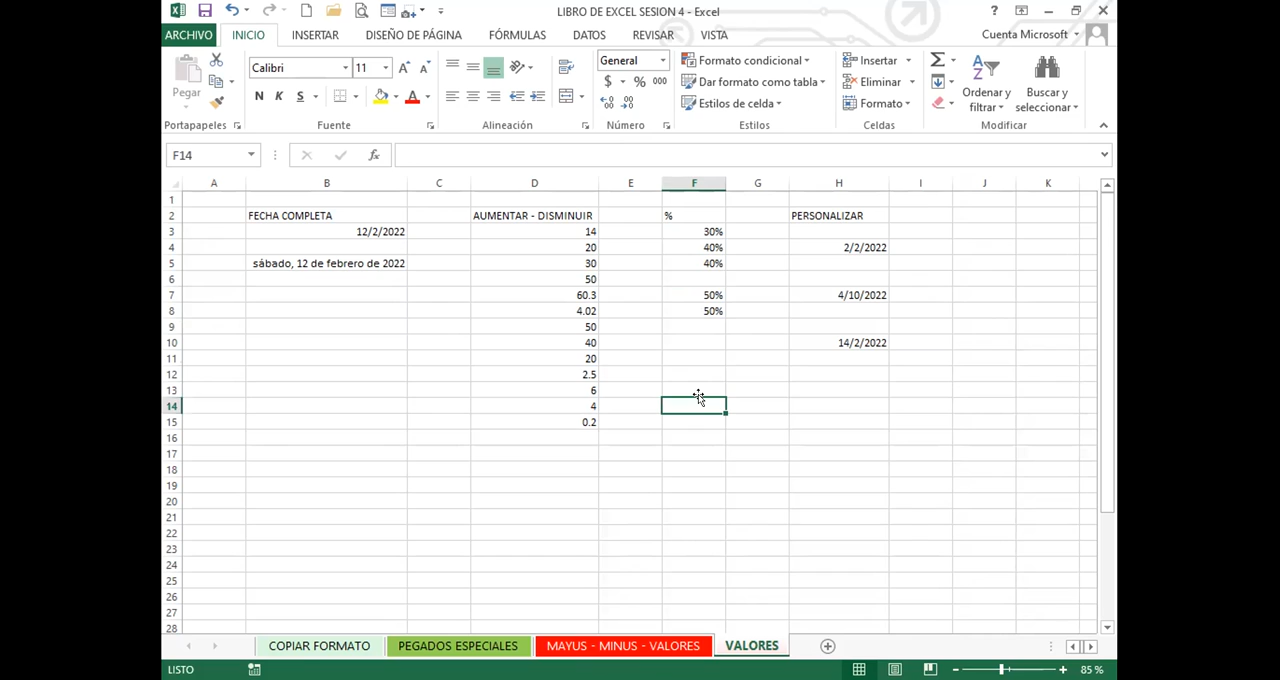 LIBRO DE EXCEL SESION 4 - Excel
?
ARCHIVO INICIO INSERTAR DISEÑO DE PÁGINA FÓRMULAS DATOS REVISAR VISTA Cuenta Microsoft
Calibri 11 General Formato condicional Insertar
$ % 000 Dar formato como tabla Eliminar
Pegar N K S A Estilos de celda Formato Ordenar y filtrar Buscar y seleccionar
Portapapeles Fuente Alineación Número Estilos Celdas Modificar
F14 fx
A B C D E F G H I J K
1
2 FECHA COMPLETA AUMENTAR - DISMINUIR % PERSONALIZAR
3 12/2/2022 14 30%
4 20 40% 2/2/2022
5 sábado, 12 de febrero de 2022 30 40%
6 50
7 60.3 50% 4/10/2022
8 4.02 50%
9 50
10 40 14/2/2022
11 20
12 2.5
13 6
14 4
15 0.2
16
17
18
19
20
21
22
23
24
25
26
27
28
COPIAR FORMATO PEGADOS ESPECIALES MAYUS - MINUS - VALORES VALORES
LISTO 85 %